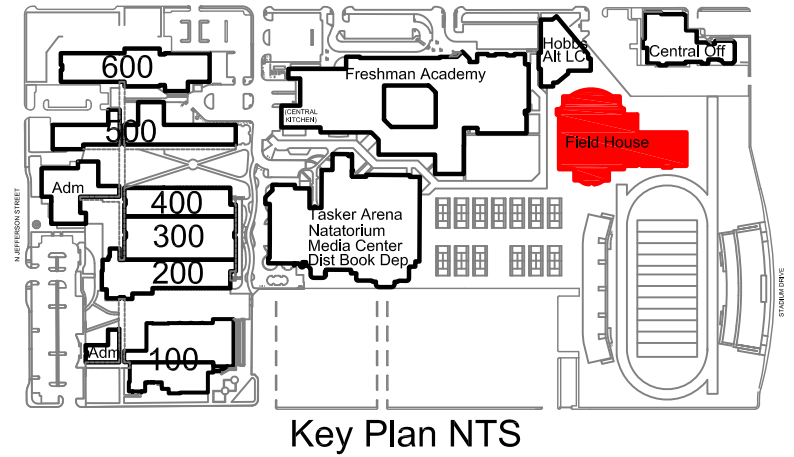 600
Freshman Academy
Hobbs
Alt LC
Central Off
(CENTRAL
KITCHEN)
500
Field House
Adm
400
300
200
Tasker Arena
Natatorium
Media Center
Dist Book Dep
N JEFFERSON STREET
STADIUM DRIVE
Adm
100
Key Plan NTS